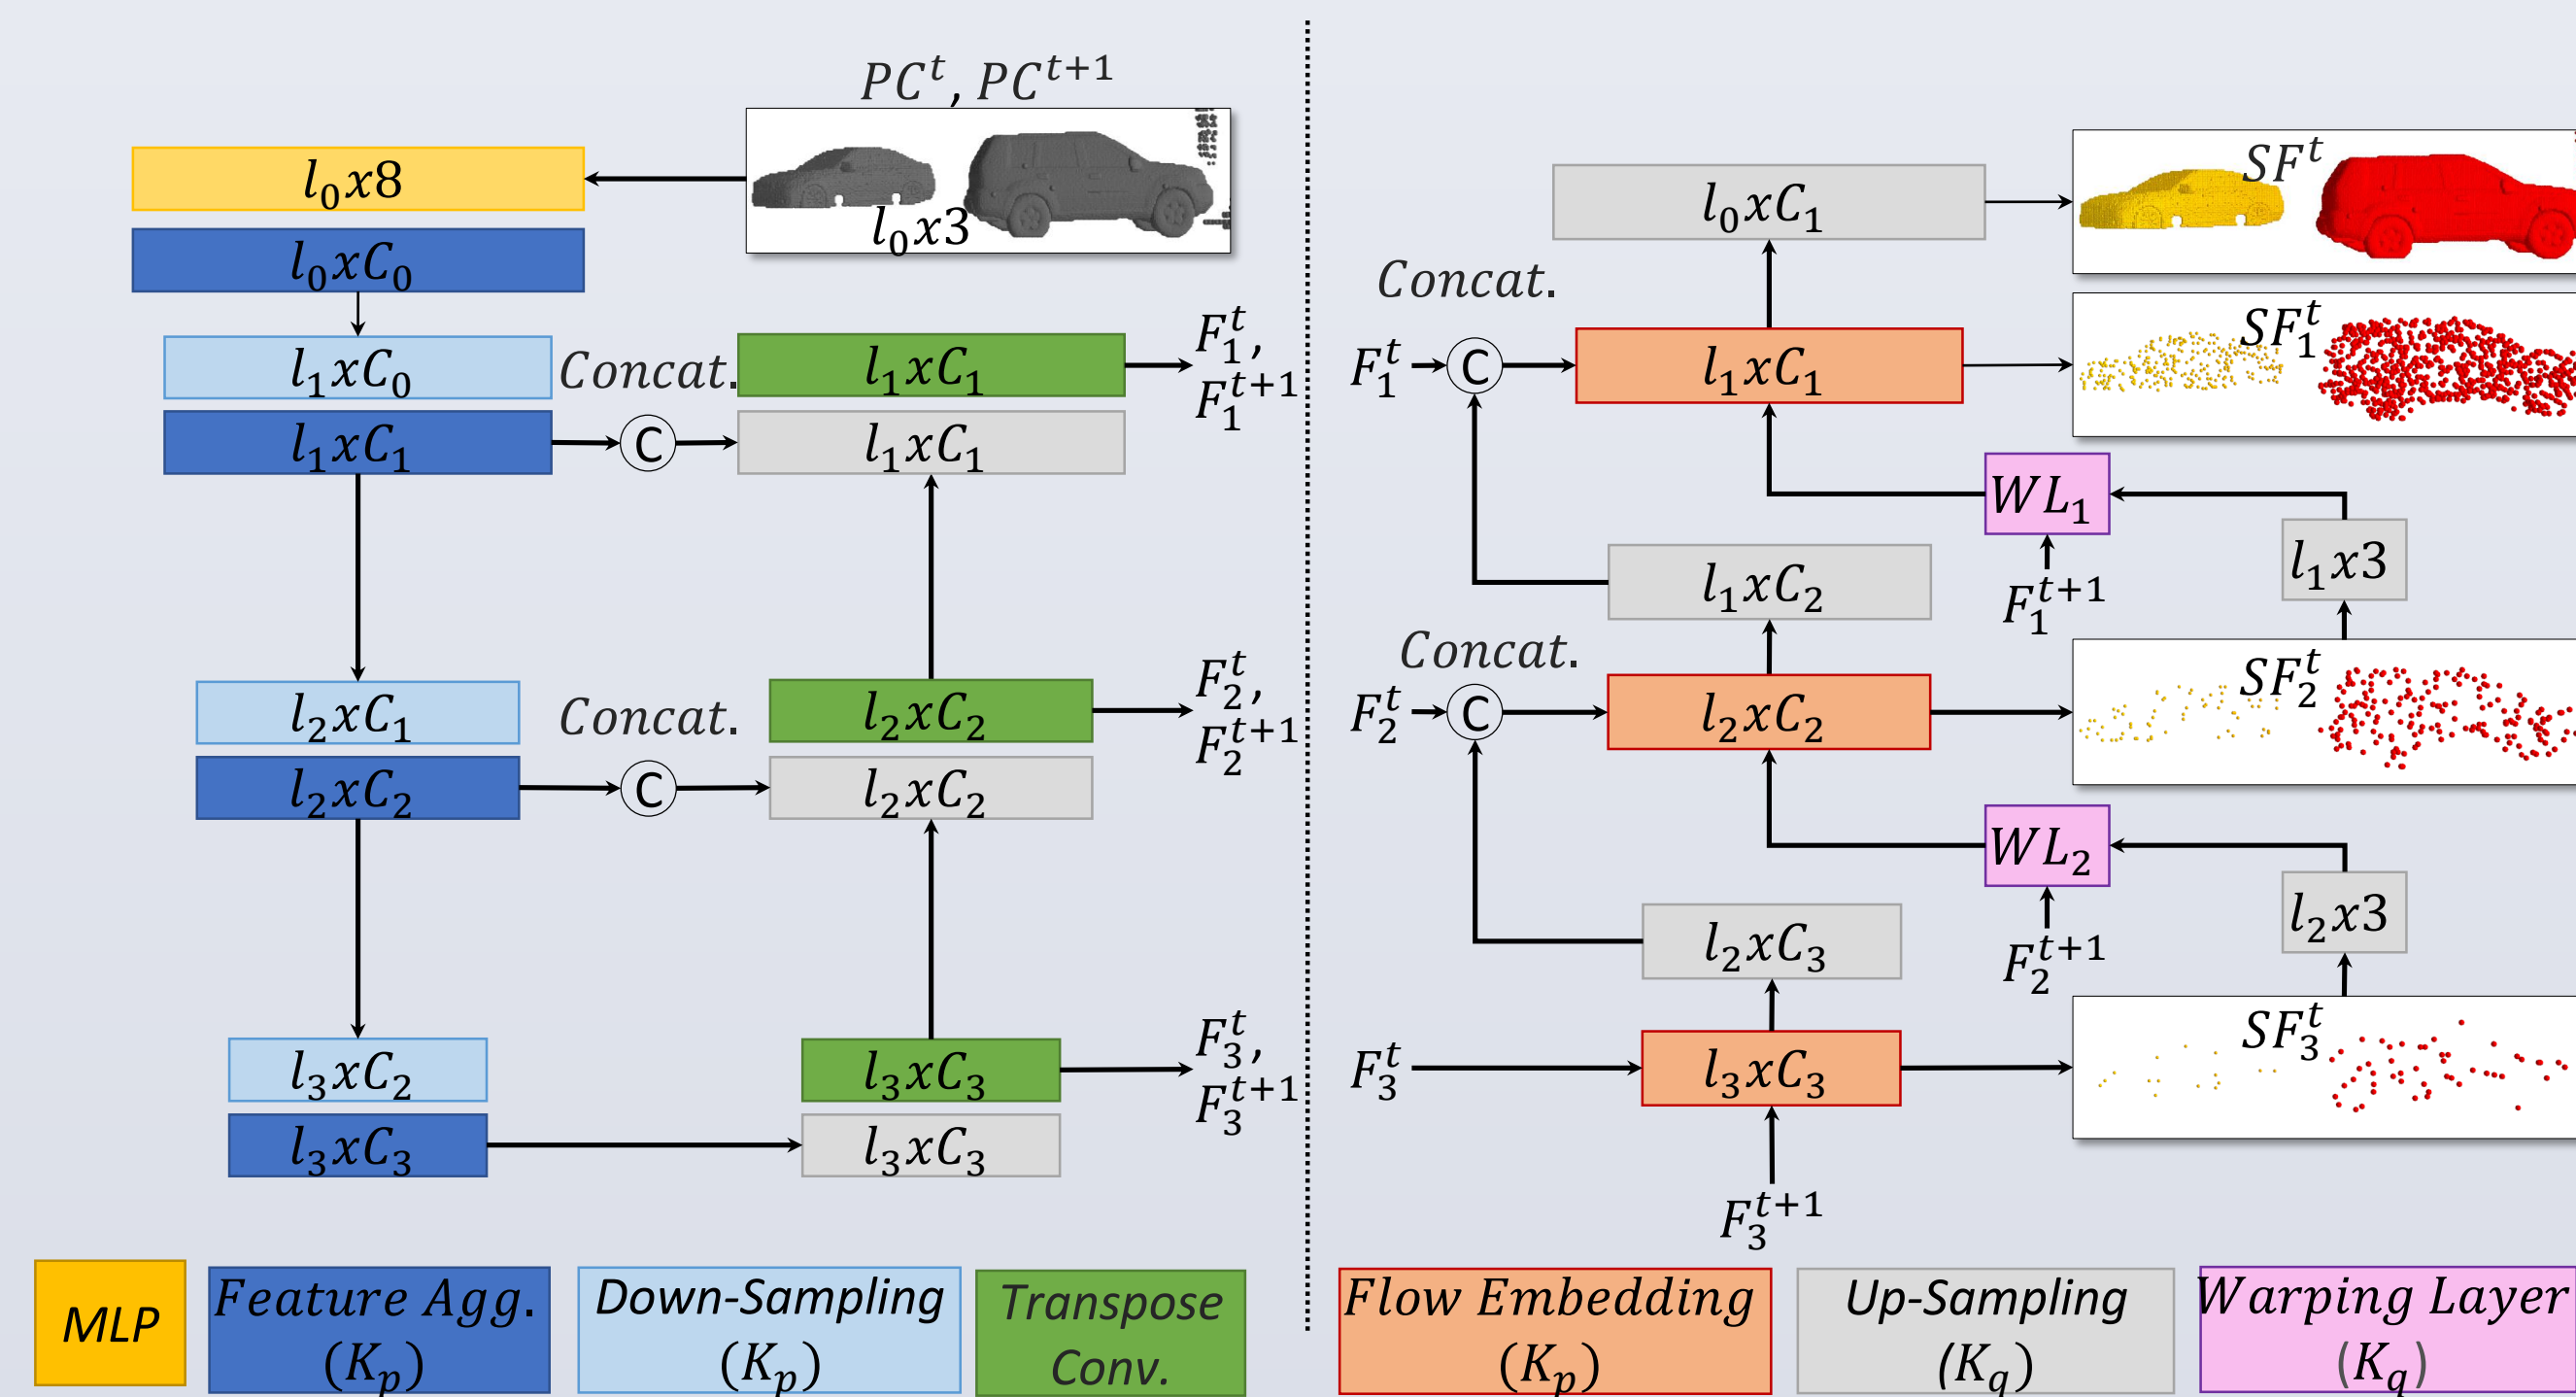 PC^t, PC^{t+1}
l_0x3
l_0x8
l_0xC_0
l_1xC_0
Concat.
l_1xC_1
F_1^t,
F_1^{t+1}
l_1xC_1
C
l_1xC_1
l_2xC_1
Concat.
l_2xC_2
F_2^t,
F_2^{t+1}
l_2xC_2
C
l_2xC_2
l_3xC_2
l_3xC_3
F_3^t,
F_3^{t+1}
l_3xC_3
l_3xC_3
l_0xC_1
SF^t
Concat.
F_1^t
C
l_1xC_1
SF_1^t
WL_1
l_1x3
F_1^{t+1}
l_1xC_2
Concat.
F_2^t
C
l_2xC_2
SF_2^t
WL_2
l_2x3
F_2^{t+1}
l_2xC_3
F_3^t
l_3xC_3
SF_3^t
F_3^{t+1}
MLP
Feature Agg.
(K_p)
Down-Sampling
(K_p)
Transpose
Conv.
Flow Embedding
(K_p)
Up-Sampling
(K_q)
Warping Layer
(K_q)